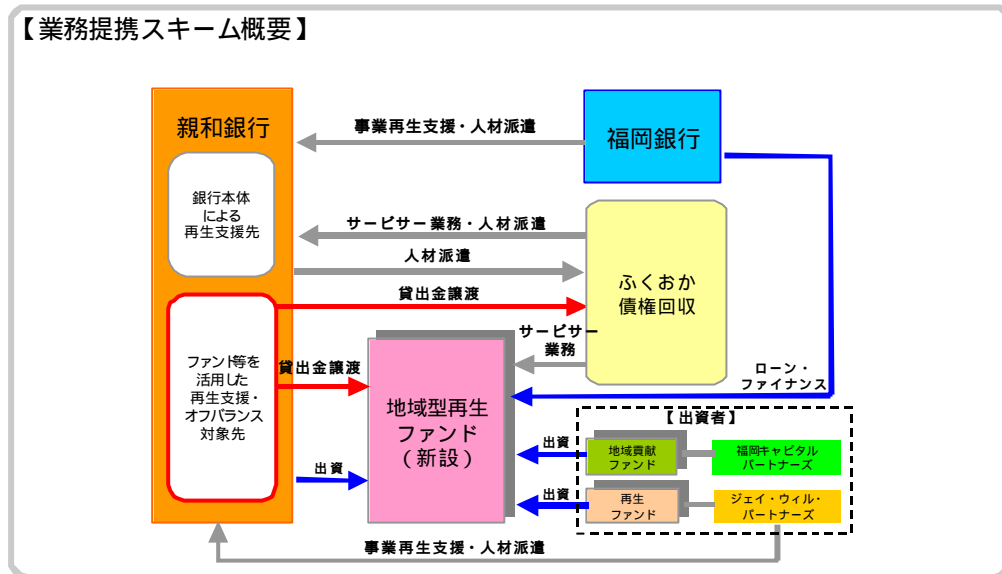 【業務提携スキーム概要】
親和銀行
事業再生支援・人材派遣
福岡銀行
銀行本体
による
再生支援先
サービサー業務・人材派遣
人材派遣
貸出金譲渡
ふくおか
債権回収
サービサー
業務
ファンド等を
活用した
再生支援・
オフバランス
対象先
貸出金譲渡
地域型再生
ファンド
（新設）
ローン・
ファイナンス
【出資者】
出資
地域貢献
ファンド
福岡キャピタル
パートナーズ
出資
出資
再生
ファンド
ジェイ・ウィル・
パートナーズ
事業再生支援・人材派遣